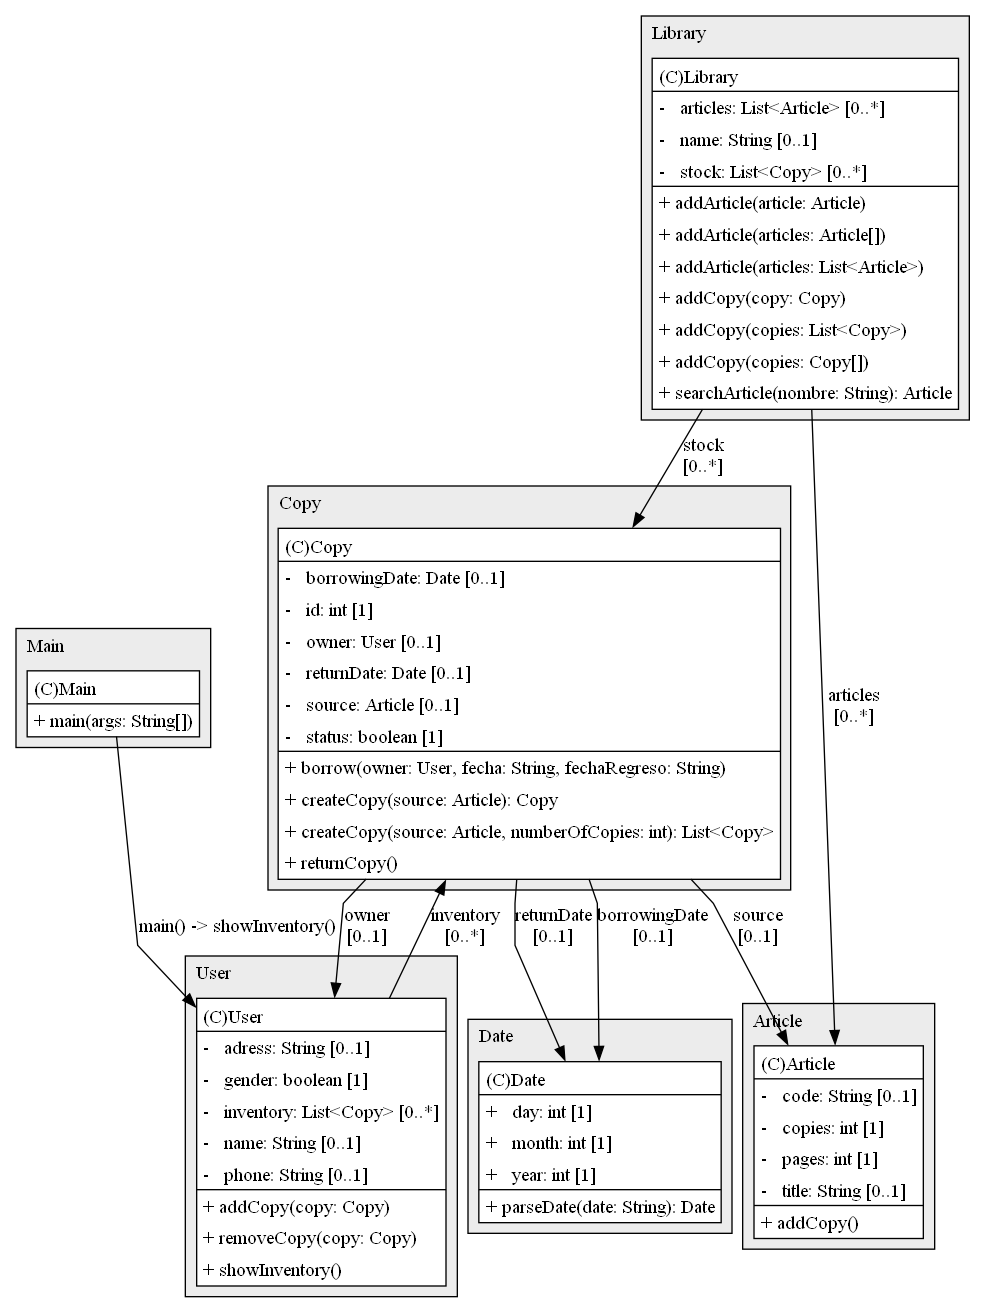 Library
(C)Library
- articles: List<Article> [0..*]
- name: String [0..1]
- stock: List<Copy> [0..*]
+ addArticle(article: Article)
+ addArticle(articles: Article[])
+ addArticle(articles: List<Article>)
+ addCopy(copy: Copy)
+ addCopy(copies: List<Copy>)
+ addCopy(copies: Copy[])
+ searchArticle(nombre: String): Article
stock
[0..*]
articles
[0..*]
Copy
(C)Copy
- borrowingDate: Date [0..1]
- id: int [1]
- owner: User [0..1]
- returnDate: Date [0..1]
- source: Article [0..1]
- status: boolean [1]
+ borrow(owner: User, fecha: String, fechaRegreso: String)
+ createCopy(source: Article): Copy
+ createCopy(source: Article, numberOfCopies: int): List<Copy>
+ returnCopy()
Main
(C)Main
+ main(args: String[])
main() -> showInventory()
owner
[0..1]
inventory
[0..*]
returnDate
[0..1]
borrowingDate
[0..1]
source
[0..1]
User
(C)User
- adress: String [0..1]
- gender: boolean [1]
- inventory: List<Copy> [0..*]
- name: String [0..1]
- phone: String [0..1]
+ addCopy(copy: Copy)
+ removeCopy(copy: Copy)
+ showInventory()
Date
(C)Date
+ day: int [1]
+ month: int [1]
+ year: int [1]
+ parseDate(date: String): Date
Article
(C)Article
- code: String [0..1]
- copies: int [1]
- pages: int [1]
- title: String [0..1]
+ addCopy()